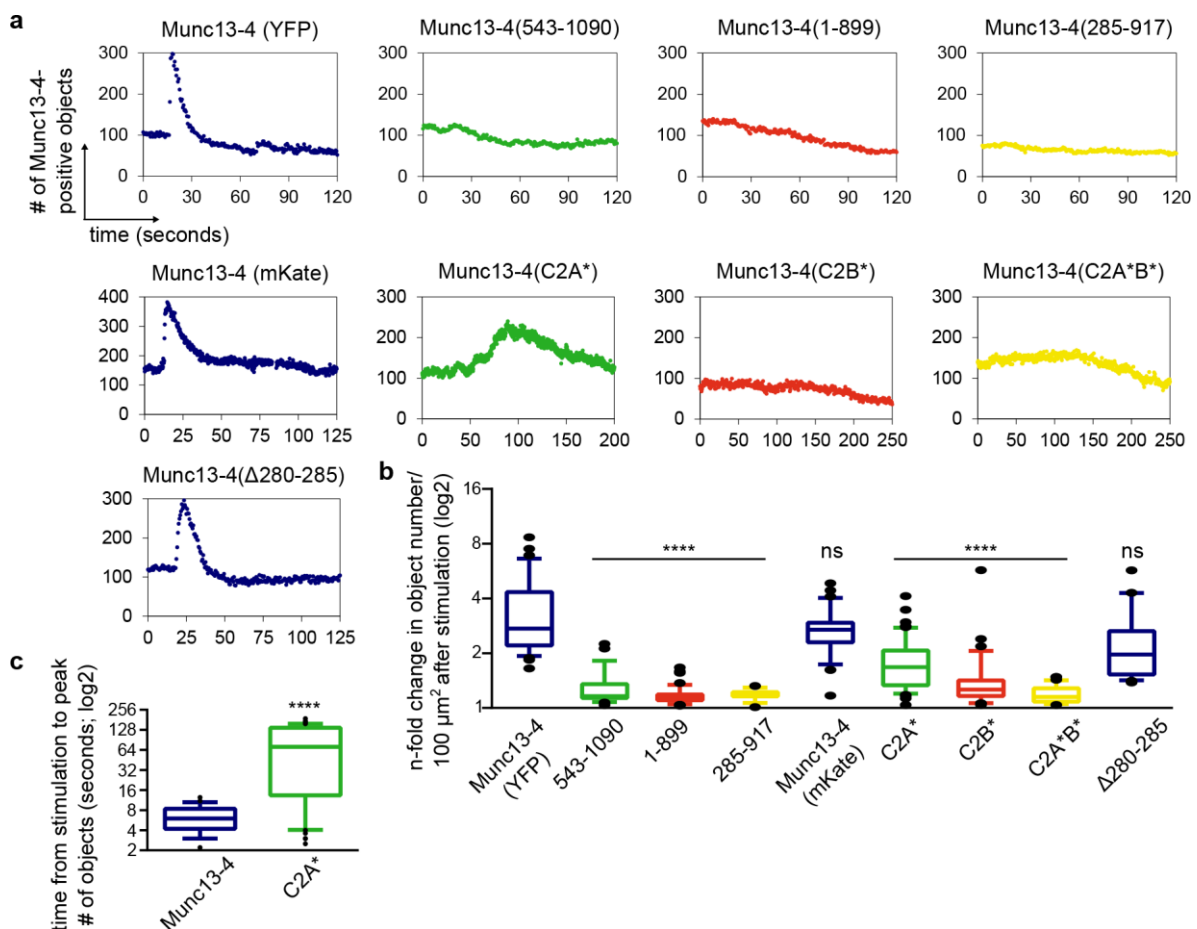 a
Munc13-4 (YFP)
Munc13-4(543-1090)
Munc13-4(1-899)
Munc13-4(285-917)
# of Munc13-4-
positive objects
time (seconds)
300
200
100
0
0 30 60 90 120
300
200
100
0
0 30 60 90 120
300
200
100
0
0 30 60 90 120
300
200
100
0
0 30 60 90 120
Munc13-4 (mKate)
Munc13-4(C2A*)
Munc13-4(C2B*)
Munc13-4(C2A*B*)
400
300
200
100
0
0 25 50 75 100 125
300
200
100
0
0 50 100 150 200
300
200
100
0
0 50 100 150 200 250
300
200
100
0
0 50 100 150 200 250
Munc13-4(Δ280-285)
300
200
100
0
0 25 50 75 100 125
b
n-fold change in object number/
100 µm² after stimulation (log2)
16
8
4
2
1
****
ns
****
ns
Munc13-4
(YFP)
543-1090
1-899
285-917
Munc13-4
(mKate)
C2A*
C2B*
C2A*B*
Δ280-285
c
time from stimulation to peak
# of objects (seconds; log2)
256
128
64
32
16
8
4
2
****
Munc13-4
C2A*